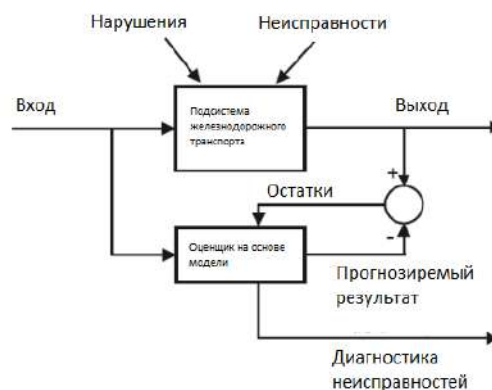 Нарушения
Неисправности
Вход
Подсистема
железнодорожного
транспорта
Выход
+
Остатки
-
Оценщик на основе
модели
Прогнозиремый
результат
Диагностика
неисправностей